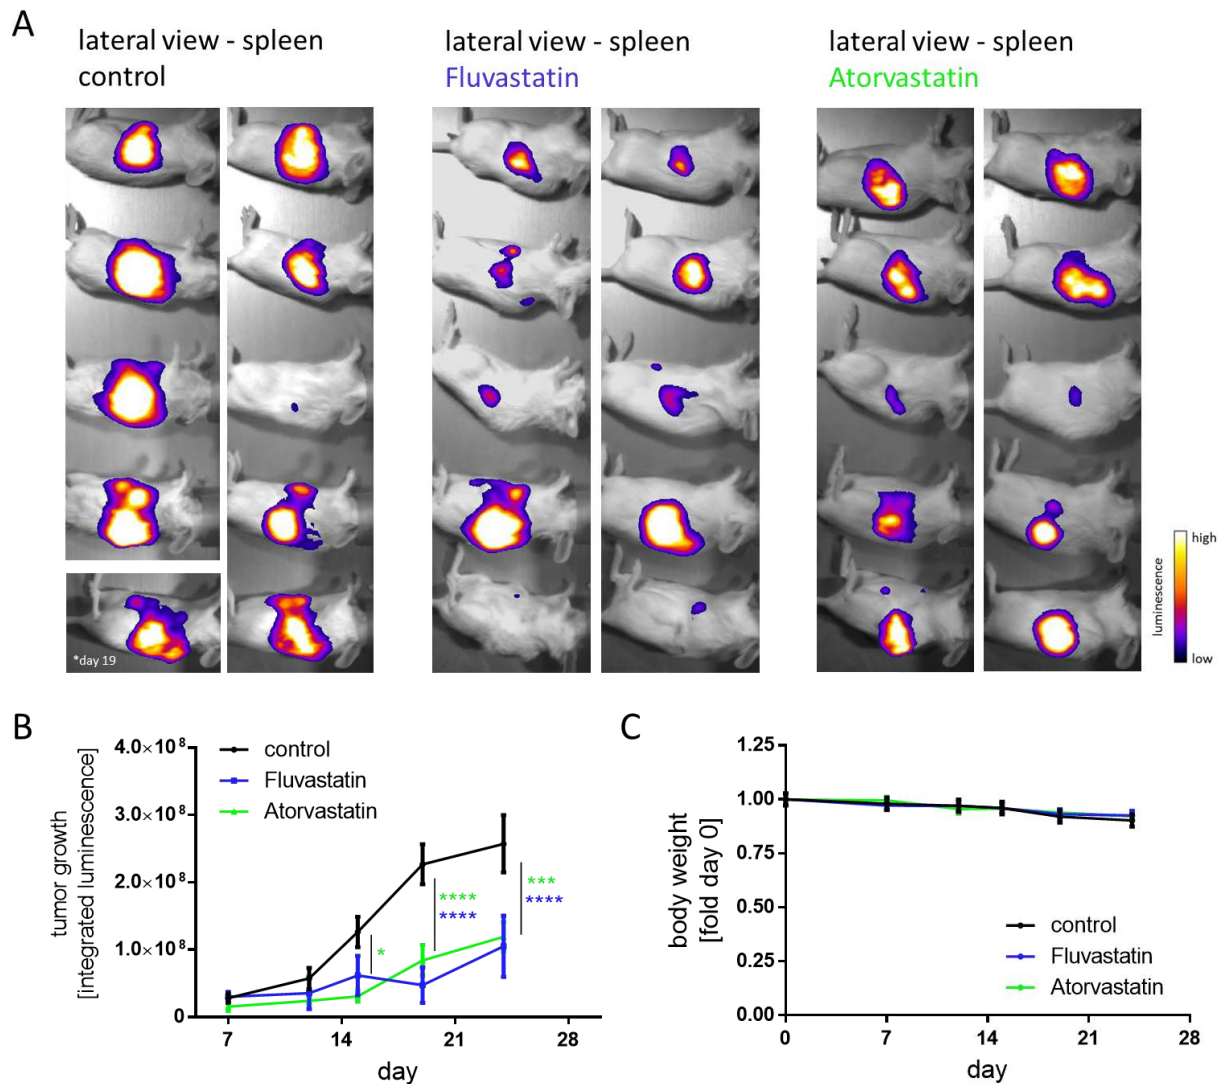 A
lateral view - spleen
control
lateral view - spleen
Fluvastatin
lateral view - spleen
Atorvastatin
*day 19
luminescence
high
low
B
tumor growth
[integrated luminescence]
4.0×10⁸
3.0×10⁸
2.0×10⁸
1.0×10⁸
0
control
Fluvastatin
Atorvastatin
*
****
****
***
****
7
14
21
28
day
C
body weight
[fold day 0]
1.25
1.00
0.75
0.50
0.25
0.00
control
Fluvastatin
Atorvastatin
0
7
14
21
28
day